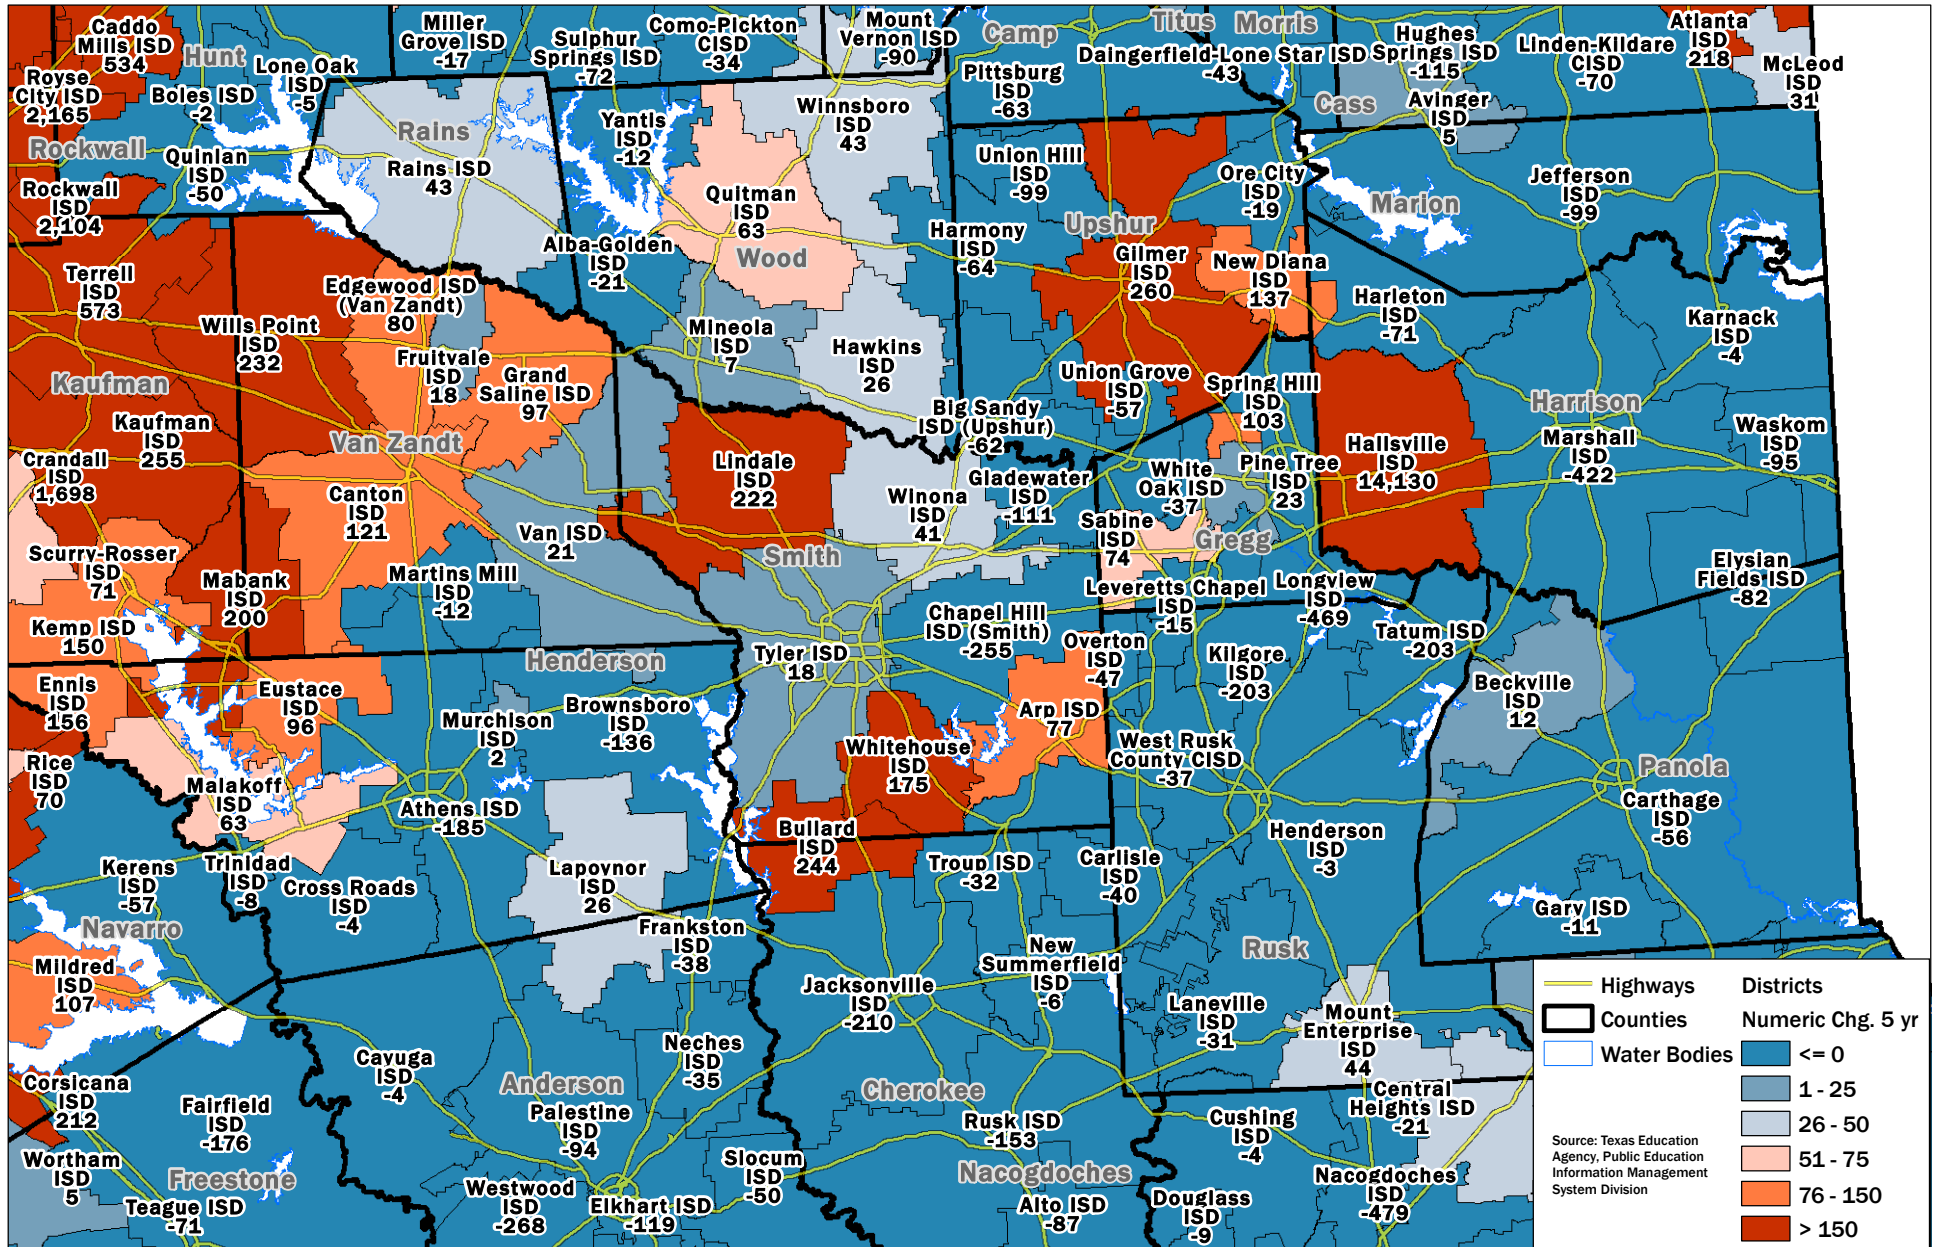 Caddo
Mills ISD
534
Hunt
Miller
Grove ISD
-17
Sulphur
Springs ISD
-72
Como-Pickton
CISD
-34
Mount
Vernon ISD
-90
Camp
Titus
Morris
Daingerfield-Lone Star ISD
-43
Hughes
Springs ISD
-115
Linden-Kildare
CISD
-70
Atlanta
ISD
218
McLeod
ISD
31
Royse
City ISD
2,165
Boles ISD
-2
Lone Oak
ISD
-5
Pittsburg
ISD
-63
Cass
Avinger
ISD
5
Rockwall
Quinlan
ISD
-50
Rains
Rains ISD
43
Yantis
ISD
-12
Winnsboro
ISD
43
Union Hill
ISD
-99
Ore City
ISD
-19
Jefferson
ISD
-99
Marion
Rockwall
ISD
2,104
Quitman
ISD
63
Wood
Harmony
ISD
-64
Upshur
Gilmer
ISD
260
New Diana
ISD
137
Alba-Golden
ISD
-21
Terrell
ISD
573
Edgewood ISD
(Van Zandt)
80
Wills Point
ISD
232
Mineola
ISD
7
Hawkins
ISD
26
Harleton
ISD
-71
Karnack
ISD
-4
Fruitvale
ISD
18
Grand
Saline ISD
97
Kaufman
Union Grove
ISD
-57
Spring Hill
ISD
103
Harrison
Kaufman
ISD
255
Van Zandt
Big Sandy
ISD (Upshur)
-62
Hallsville
ISD
14,130
Marshall
ISD
-422
Waskom
ISD
-95
Crandall
ISD
1,698
Canton
ISD
121
Lindale
ISD
222
Winona
ISD
41
Gladewater
ISD
-111
White
Oak ISD
-37
Pine Tree
ISD
23
Van ISD
21
Smith
Sabine
ISD
74
Gregg
Scurry-Rosser
ISD
71
Mabank
ISD
200
Martins Mill
ISD
-12
Leveretts Chapel
ISD
-15
Longview
ISD
-469
Elysian
Fields ISD
-82
Kemp ISD
150
Chapel Hill
ISD (Smith)
-255
Overton
ISD
-47
Tatum ISD
-203
Henderson
Tyler ISD
18
Kilgore
ISD
-203
Ennis
ISD
156
Eustace
ISD
96
Murchison
ISD
2
Brownsboro
ISD
-136
Arp ISD
77
Beckville
ISD
12
Whitehouse
ISD
175
West Rusk
County CISD
-37
Panola
Rice
ISD
70
Malakoff
ISD
63
Athens ISD
-185
Carthage
ISD
-56
Bullard
ISD
244
Henderson
ISD
-3
Kerens
ISD
-57
Trinidad
ISD
-8
Cross Roads
ISD
-4
Lapoynor
ISD
26
Troup ISD
-32
Carlisle
ISD
-40
Gary ISD
-11
Navarro
Frankston
ISD
-38
New
Summerfield
ISD
-6
Rusk
Mildred
ISD
107
Jacksonville
ISD
-210
Laneville
ISD
-31
Mount
Enterprise
ISD
44
Cayuga
ISD
-4
Neches
ISD
-35
Anderson
Cherokee
Corsicana
ISD
212
Fairfield
ISD
-176
Palestine
ISD
-94
Rusk ISD
-153
Cushing
ISD
-4
Central
Heights ISD
-21
Wortham
ISD
5
Freestone
Slocum
ISD
-50
Nacogdoches
Nacogdoches
ISD
-479
Teague ISD
-71
Westwood
ISD
-268
Elkhart ISD
-119
Alto ISD
-87
Douglass
ISD
-9
Highways
Counties
Water Bodies
Districts
Numeric Chg. 5 yr
<= 0
1 - 25
26 - 50
51 - 75
76 - 150
> 150
Source: Texas Education
Agency, Public Education
Information Management
System Division